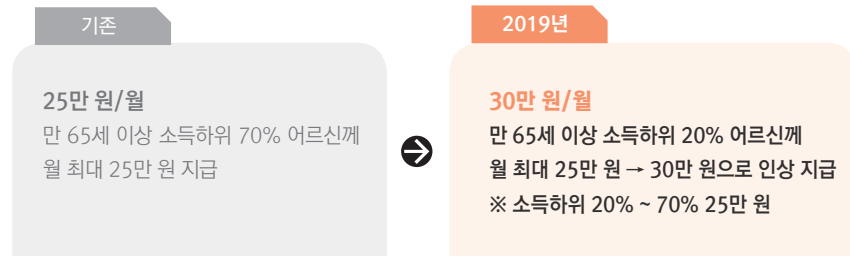 기존
25만 원/월
만 65세 이상 소득하위 70% 어르신께
월 최대 25만 원 지급
2019년
30만 원/월
만 65세 이상 소득하위 20% 어르신께
월 최대 25만 원 → 30만 원으로 인상 지급
※ 소득하위 20% ~ 70% 25만 원